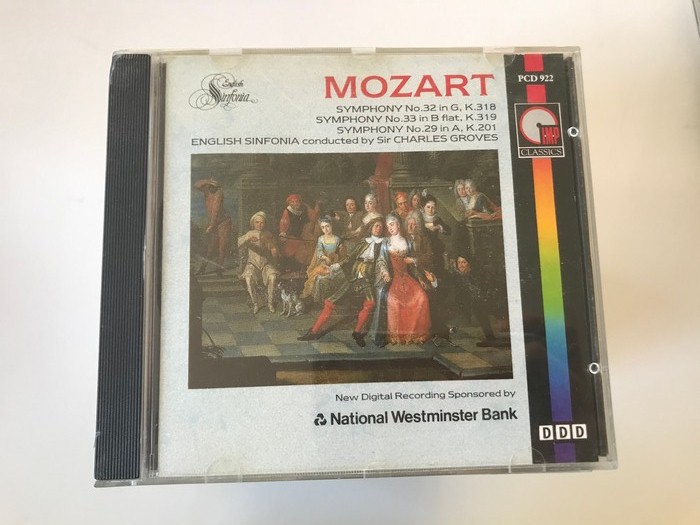 English
Sinfonia
MOZART
SYMPHONY No.32 in G, K.318
SYMPHONY No.33 in B flat, K.319
SYMPHONY No.29 in A, K.201
ENGLISH SINFONIA conducted by Sir CHARLES GROVES
PCD 922
IMP
CLASSICS
New Digital Recording Sponsored by
National Westminster Bank
DDD